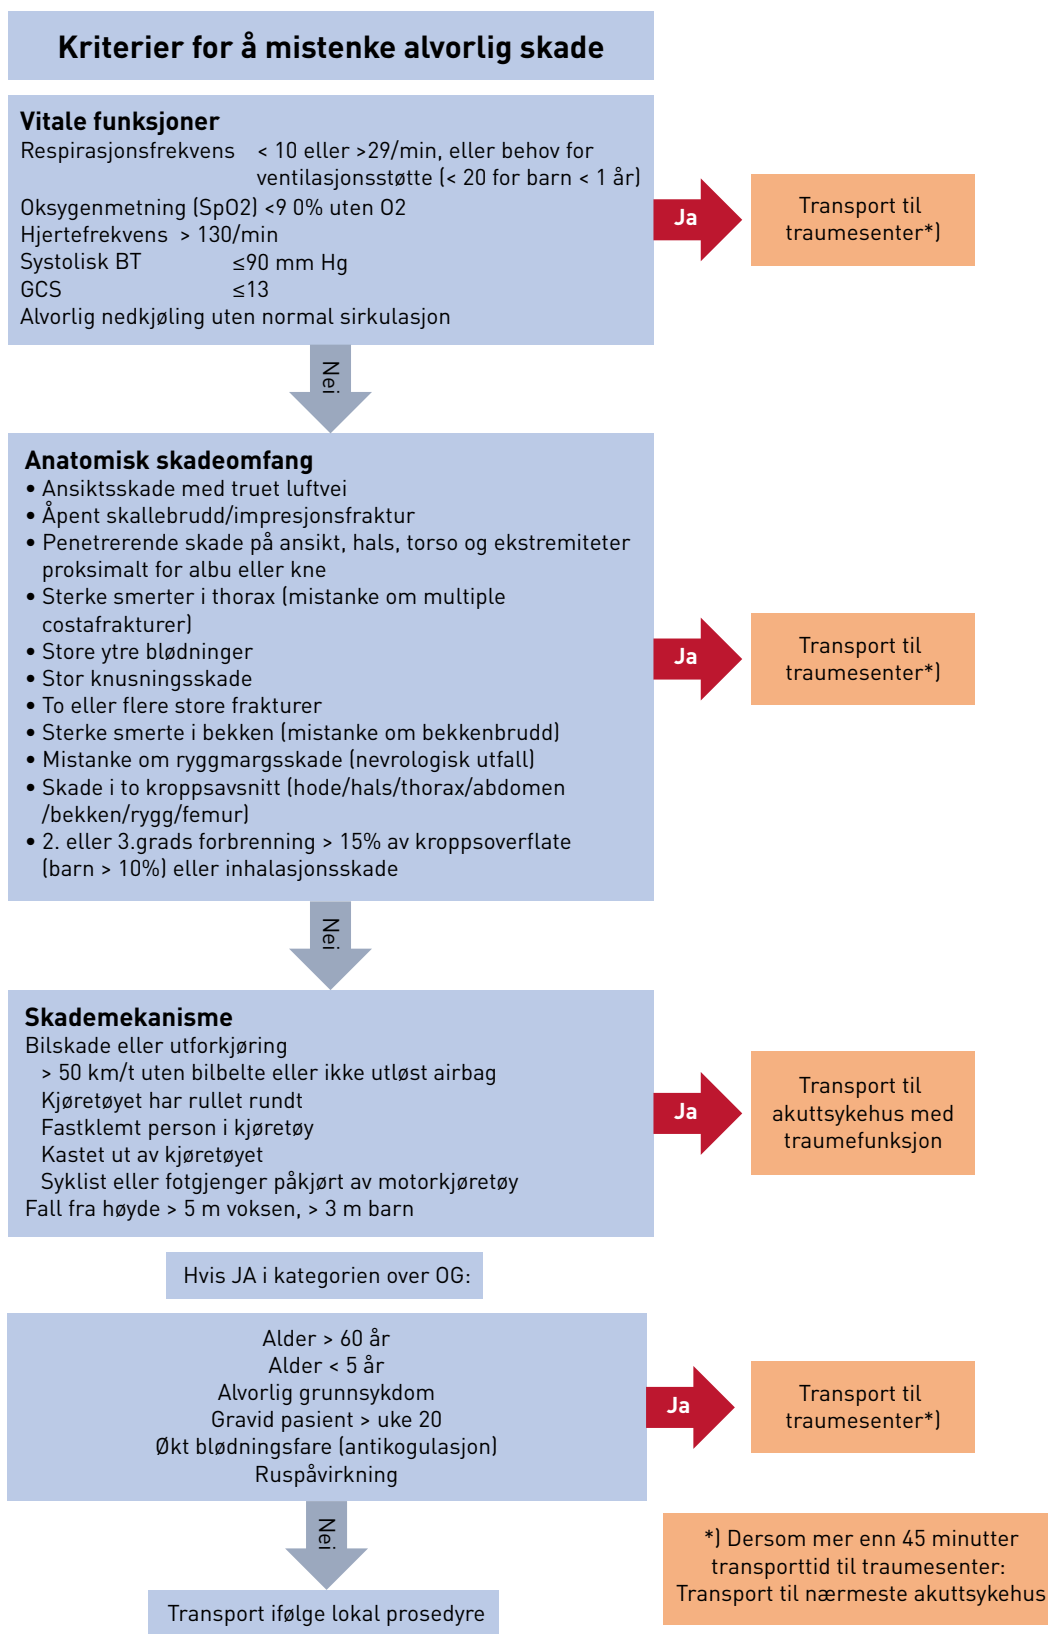 Kriterier for å mistenke alvorlig skade
Vitale funksjoner
Respirasjonsfrekvens < 10 eller >29/min, eller behov for
ventilasjonsstøtte (< 20 for barn < 1 år)
Oksygenmetning (SpO2) <9 0% uten O2
Hjertefrekvens > 130/min
Systolisk BT ≤90 mm Hg
GCS ≤13
Alvorlig nedkjøling uten normal sirkulasjon
Ja
Transport til
traumesenter*)
Nei
Anatomisk skadeomfang
• Ansiktsskade med truet luftvei
• Åpent skallebrudd/impresjonsfraktur
• Penetrerende skade på ansikt, hals, torso og ekstremiteter
proksimalt for albu eller kne
• Sterke smerter i thorax (mistanke om multiple
costafrakturer)
• Store ytre blødninger
• Stor knusningsskade
• To eller flere store frakturer
• Sterke smerte i bekken (mistanke om bekkenbrudd)
• Mistanke om ryggmargsskade (nevrologisk utfall)
• Skade i to kroppsavsnitt (hode/hals/thorax/abdomen
/bekken/rygg/femur)
• 2. eller 3.grads forbrenning > 15% av kroppsoverflate
(barn > 10%) eller inhalasjonsskade
Ja
Transport til
traumesenter*)
Nei
Skademekanisme
Bilskade eller utforkjøring
> 50 km/t uten bilbelte eller ikke utløst airbag
Kjøretøyet har rullet rundt
Fastklemt person i kjøretøy
Kastet ut av kjøretøyet
Syklist eller fotgjenger påkjørt av motorkjøretøy
Fall fra høyde > 5 m voksen, > 3 m barn
Ja
Transport til
akuttsykehus med
traumefunksjon
Hvis JA i kategorien over OG:
Alder > 60 år
Alder < 5 år
Alvorlig grunnsykdom
Gravid pasient > uke 20
Økt blødningsfare (antikogulasjon)
Ruspåvirkning
Ja
Transport til
traumesenter*)
Nei
Transport ifølge lokal prosedyre
*) Dersom mer enn 45 minutter
transporttid til traumesenter:
Transport til nærmeste akuttsykehus